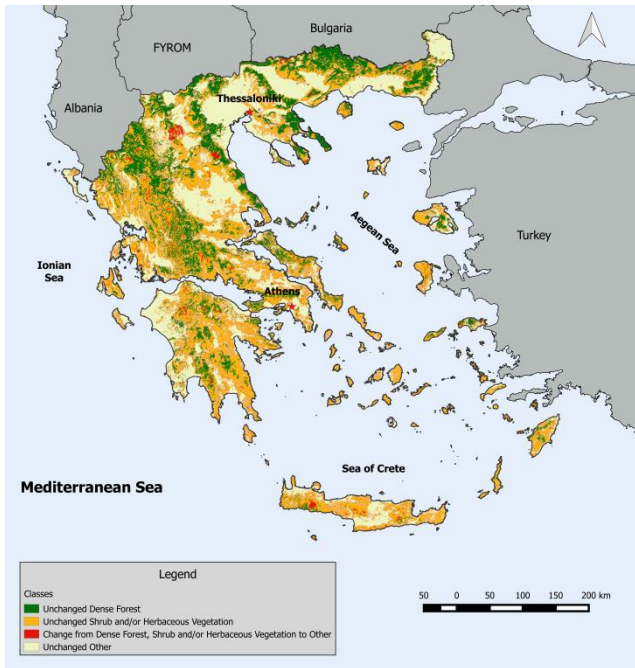 Bulgaria
FYROM
Albania
Thessaloniki
Aegean Sea
Turkey
Ionian
Sea
Athens
Sea of Crete
Mediterranean Sea
Legend
Classes
Unchanged Dense Forest
Unchanged Shrub and/or Herbaceous Vegetation
Change from Dense Forest, Shrub and/or Herbaceous Vegetation to Other
Unchanged Other
50 0 50 100 150 200 km